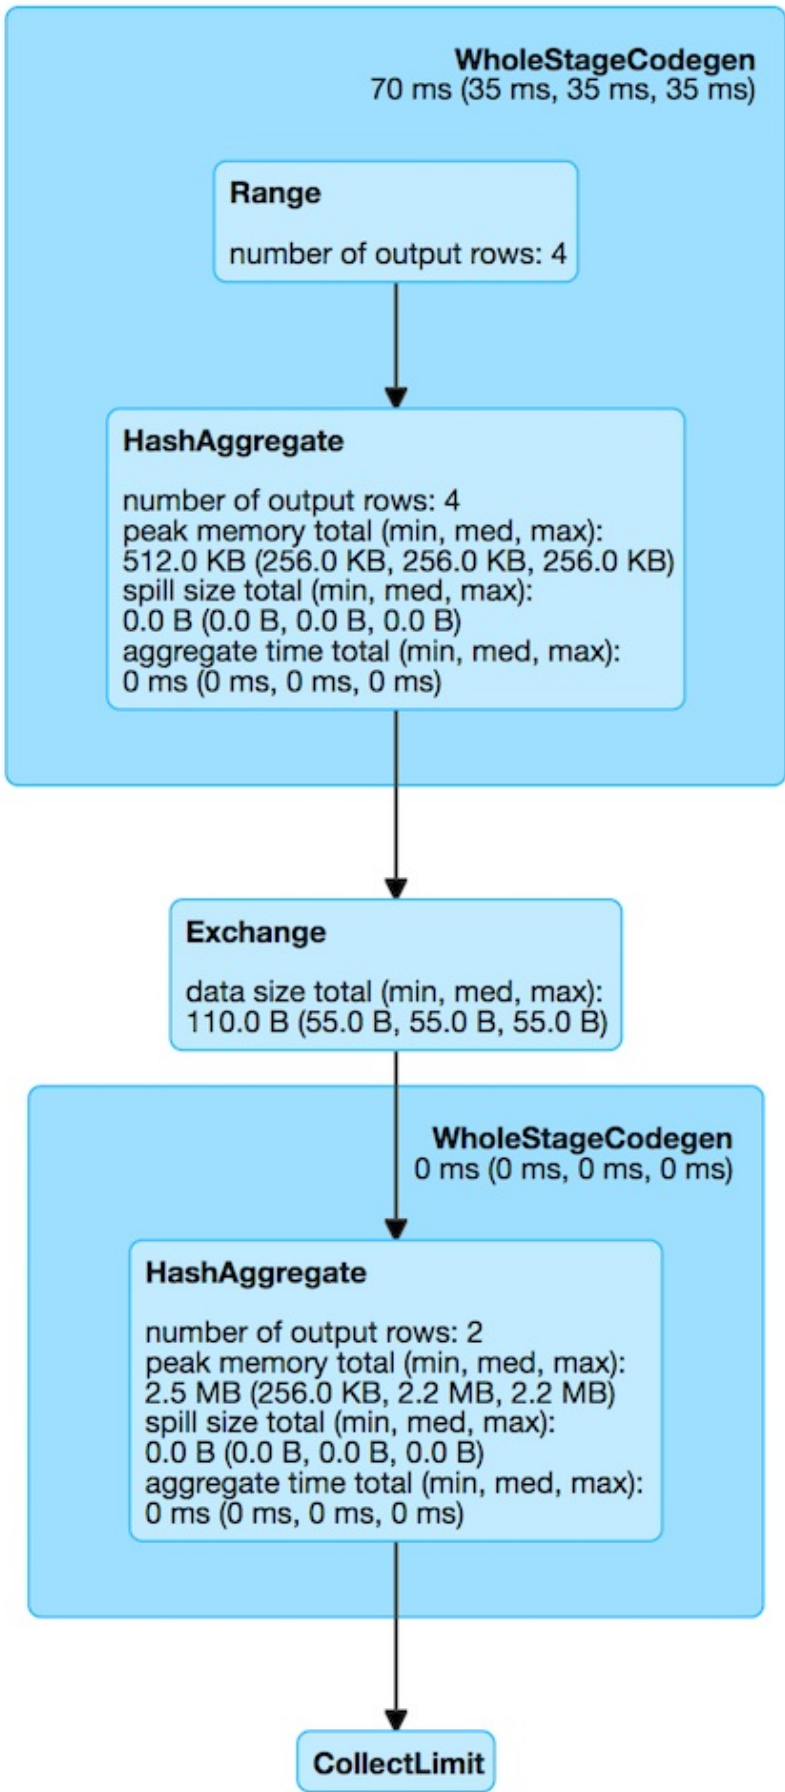 WholeStageCodegen
70 ms (35 ms, 35 ms, 35 ms)
Range
number of output rows: 4
HashAggregate
number of output rows: 4
peak memory total (min, med, max):
512.0 KB (256.0 KB, 256.0 KB, 256.0 KB)
spill size total (min, med, max):
0.0 B (0.0 B, 0.0 B, 0.0 B)
aggregate time total (min, med, max):
0 ms (0 ms, 0 ms, 0 ms)
Exchange
data size total (min, med, max):
110.0 B (55.0 B, 55.0 B, 55.0 B)
WholeStageCodegen
0 ms (0 ms, 0 ms, 0 ms)
HashAggregate
number of output rows: 2
peak memory total (min, med, max):
2.5 MB (256.0 KB, 2.2 MB, 2.2 MB)
spill size total (min, med, max):
0.0 B (0.0 B, 0.0 B, 0.0 B)
aggregate time total (min, med, max):
0 ms (0 ms, 0 ms, 0 ms)
CollectLimit